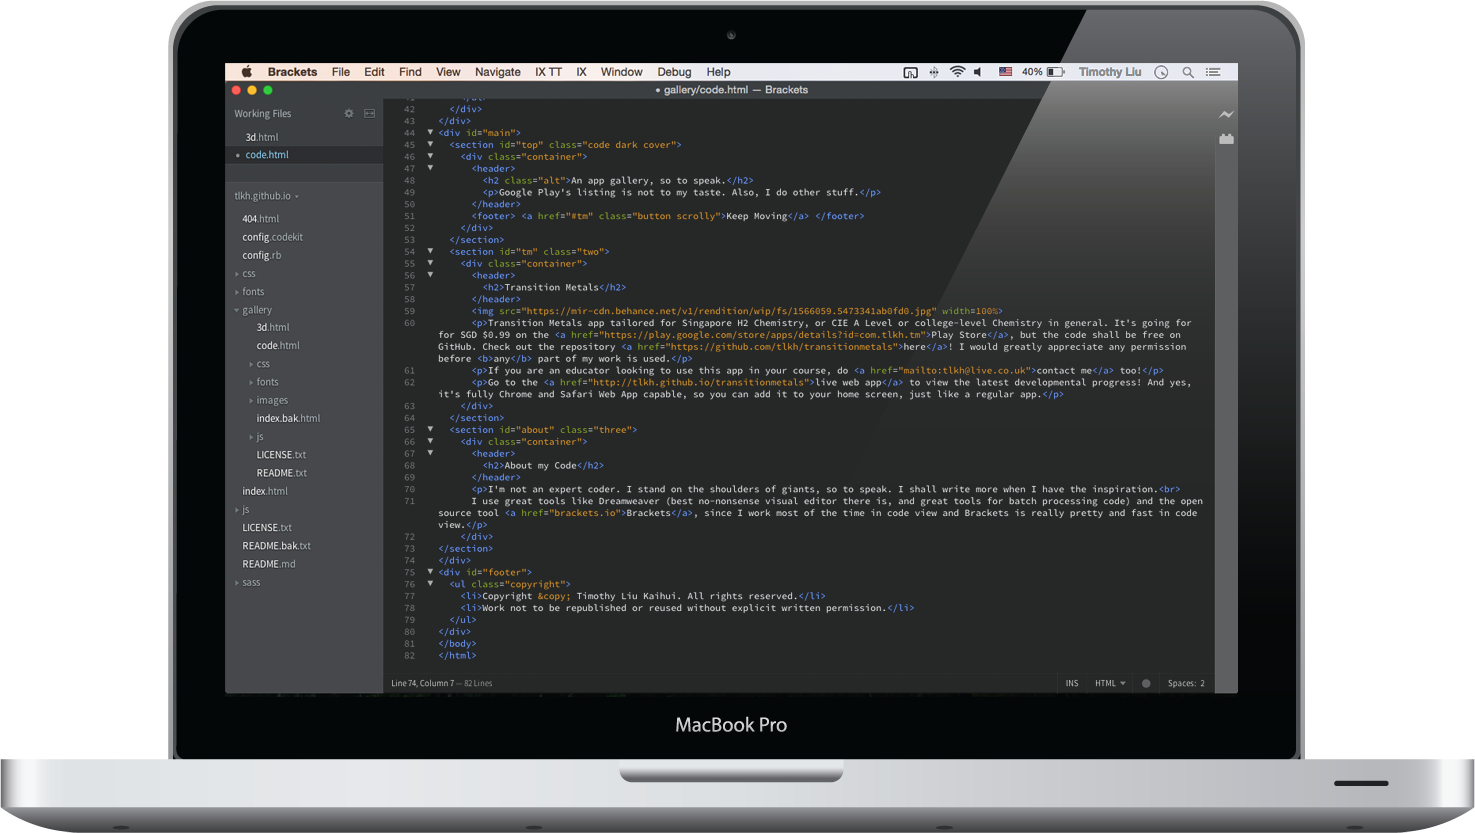 Brackets File Edit Find View Navigate IX TT IX Window Debug Help 40% Timothy Liu
• gallery/code.html — Brackets
Working Files
3d.html
• code.html
tlkh.github.io
404.html
config.codekit
config.rb
css
fonts
gallery
3d.html
code.html
css
fonts
images
index.bak.html
js
LICENSE.txt
README.txt
index.html
js
LICENSE.txt
README.bak.txt
README.md
sass
42 </div>
43 </div>
44 <div id="main">
45 <section id="top" class="code dark cover">
46 <div class="container">
47 <header>
48 <h2 class="alt">An app gallery, so to speak.</h2>
49 <p>Google Play's listing is not to my taste. Also, I do other stuff.</p>
50 </header>
51 <footer> <a href="#tm" class="button scrolly">Keep Moving</a> </footer>
52 </div>
53 </section>
54 <section id="tm" class="two">
55 <div class="container">
56 <header>
57 <h2>Transition Metals</h2>
58 </header>
59 <img src="https://mir-cdn.behance.net/v1/rendition/wip/fs/1566059.5473341ab0fd0.jpg" width=100%>
60 <p>Transition Metals app tailored for Singapore H2 Chemistry, or CIE A Level or college-level Chemistry in general. It's going for
for SGD $0.99 on the <a href="https://play.google.com/store/apps/details?id=com.tlkh.tm">Play Store</a>, but the code shall be free on
GitHub. Check out the repository <a href="https://github.com/tlkh/transitionmetals">here</a>! I would greatly appreciate any permission
before <b>any</b> part of my work is used.</p>
61 <p>If you are an educator looking to use this app in your course, do <a href="mailto:tlkh@live.co.uk">contact me</a> too!</p>
62 <p>Go to the <a href="http://tlkh.github.io/transitionmetals">live web app</a> to view the latest developmental progress! And yes,
it's fully Chrome and Safari Web App capable, so you can add it to your home screen, just like a regular app.</p>
63 </div>
64 </section>
65 <section id="about" class="three">
66 <div class="container">
67 <header>
68 <h2>About my Code</h2>
69 </header>
70 <p>I'm not an expert coder. I stand on the shoulders of giants, so to speak. I shall write more when I have the inspiration.<br>
71 I use great tools like Dreamweaver (best no-nonsense visual editor there is, and great tools for batch processing code) and the open
source tool <a href="brackets.io">Brackets</a>, since I work most of the time in code view and Brackets is really pretty and fast in code
view.</p>
72 </div>
73 </section>
74 </div>
75 <div id="footer">
76 <ul class="copyright">
77 <li>Copyright &copy; Timothy Liu Kaihui. All rights reserved.</li>
78 <li>Work not to be republished or reused without explicit written permission.</li>
79 </ul>
80 </div>
81 </body>
82 </html>
Line 74, Column 7 — 82 Lines INS HTML Spaces: 2
MacBook Pro